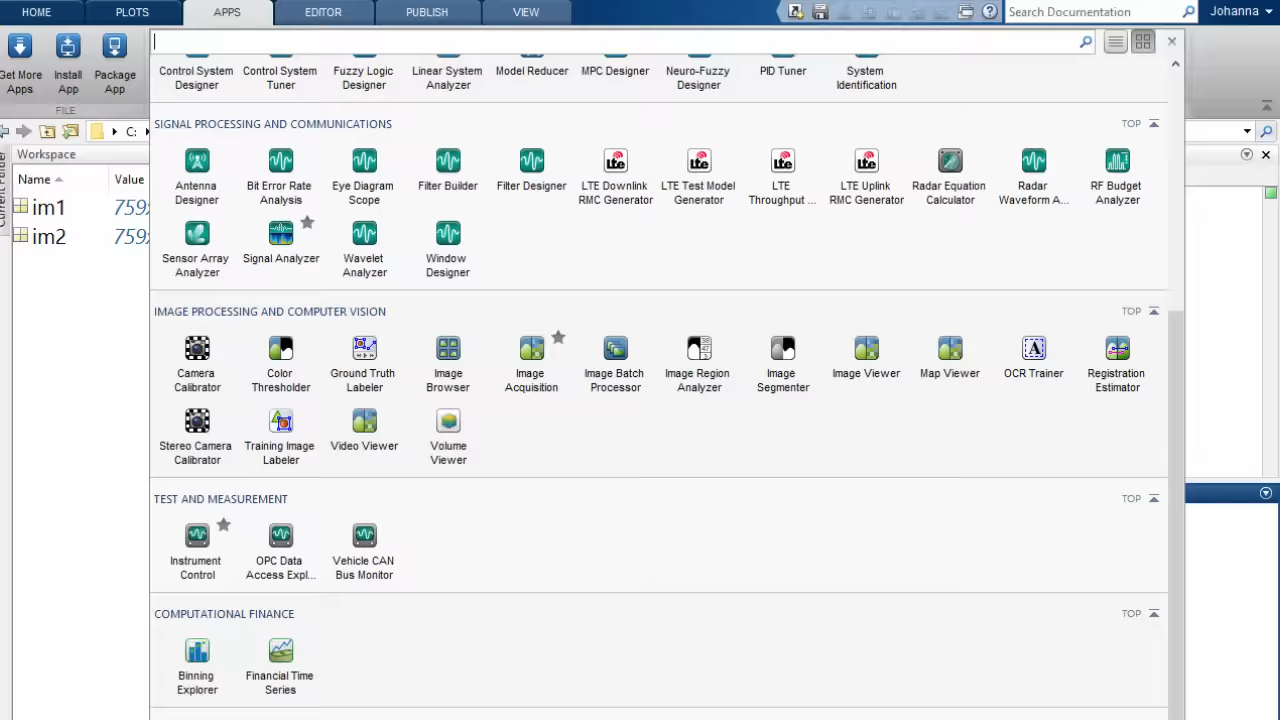 HOME PLOTS APPS EDITOR PUBLISH VIEW Search Documentation Johanna
Get More Apps
Install App
Package App
FILE
C:
Current Folder
Workspace
Name Value
im1 759
im2 759
Control System Designer
Control System Tuner
Fuzzy Logic Designer
Linear System Analyzer
Model Reducer
MPC Designer
Neuro-Fuzzy Designer
PID Tuner
System Identification
SIGNAL PROCESSING AND COMMUNICATIONS TOP
Antenna Designer
Bit Error Rate Analysis
Eye Diagram Scope
Filter Builder
Filter Designer
LTE Downlink RMC Generator
LTE Test Model Generator
LTE Throughput ...
LTE Uplink RMC Generator
Radar Equation Calculator
Radar Waveform A...
RF Budget Analyzer
Sensor Array Analyzer
Signal Analyzer
Wavelet Analyzer
Window Designer
IMAGE PROCESSING AND COMPUTER VISION TOP
Camera Calibrator
Color Thresholder
Ground Truth Labeler
Image Browser
Image Acquisition
Image Batch Processor
Image Region Analyzer
Image Segmenter
Image Viewer
Map Viewer
OCR Trainer
Registration Estimator
Stereo Camera Calibrator
Training Image Labeler
Video Viewer
Volume Viewer
TEST AND MEASUREMENT TOP
Instrument Control
OPC Data Access Expl...
Vehicle CAN Bus Monitor
COMPUTATIONAL FINANCE TOP
Binning Explorer
Financial Time Series